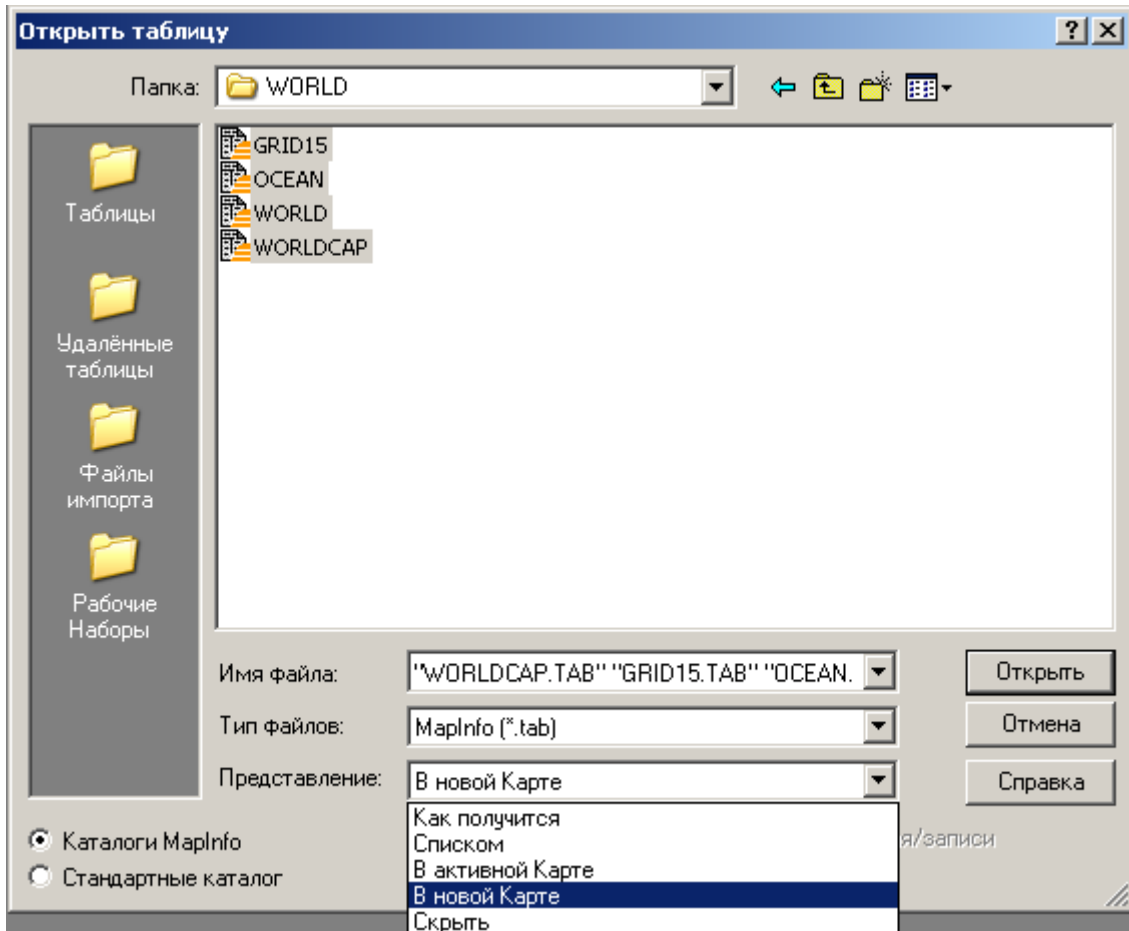 Открыть таблицу
Папка: WORLD
GRID15
OCEAN
WORLD
WORLDCAP
Таблицы
Удалённые
таблицы
Файлы
импорта
Рабочие
Наборы
Имя файла: "WORLDCAP.TAB" "GRID15.TAB" "OCEAN. Открыть
Тип файлов: MapInfo (*.tab) Отмена
Представление: В новой Карте Справка
Как получится
Каталоги MapInfo Списком я/записи
В активной Карте
Стандартные каталог В новой Карте
Скрыть